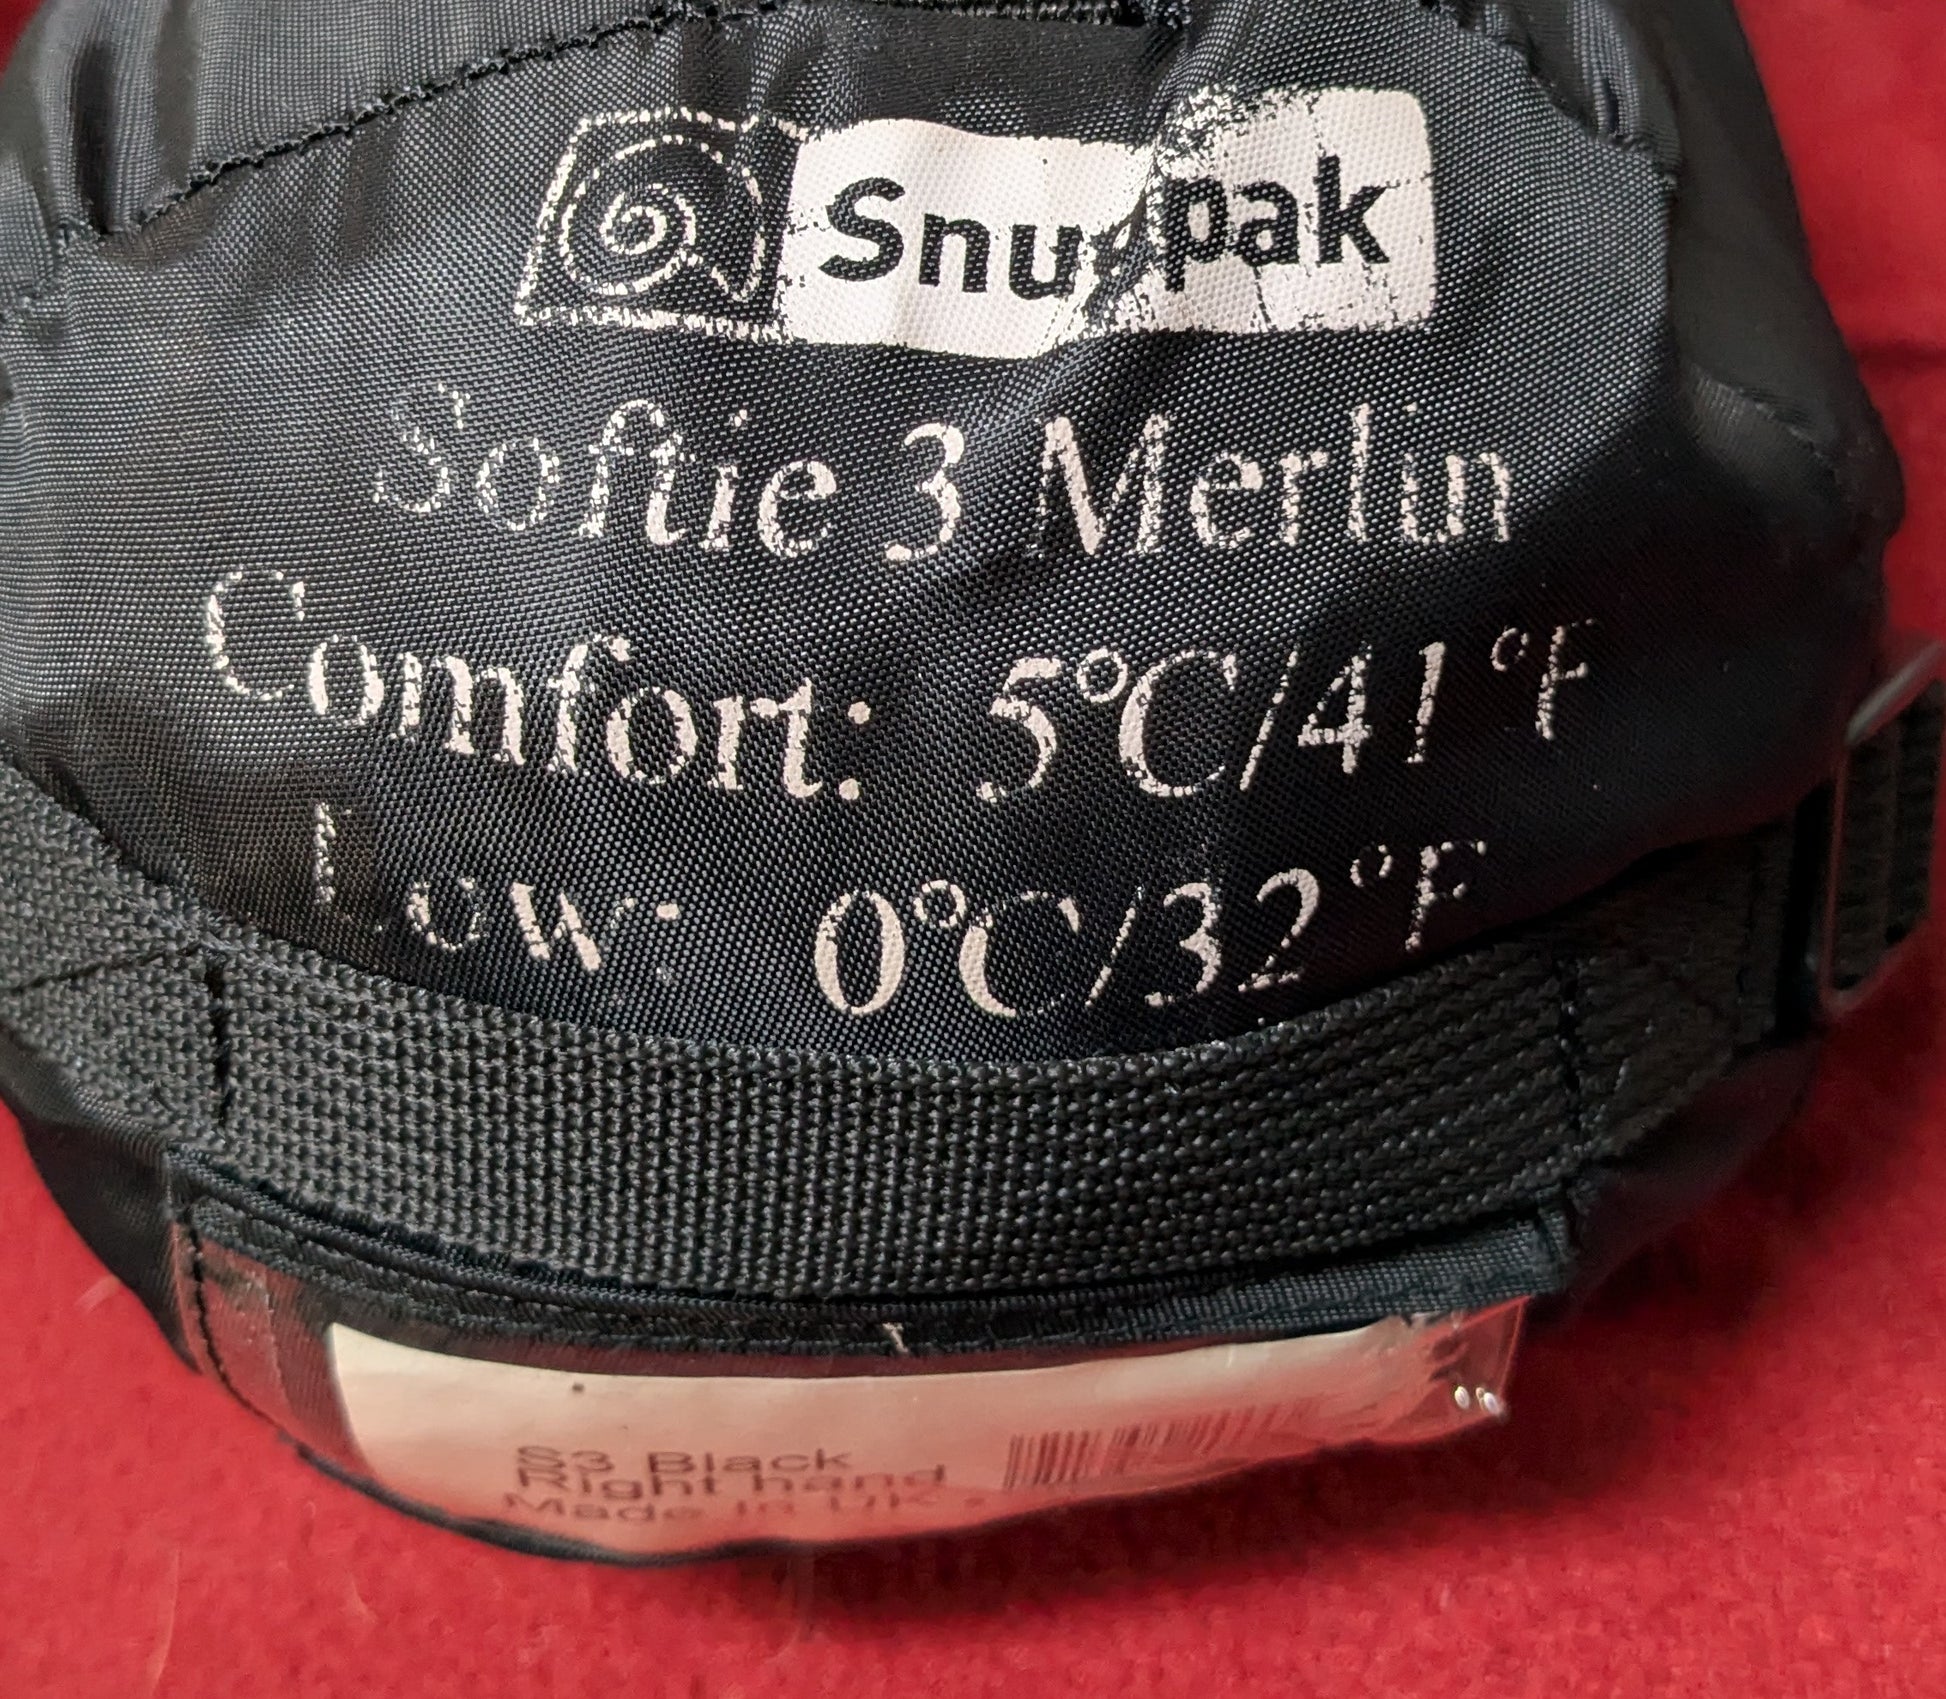 Snugpak
Softie 3 Merlin
Comfort: 5°C/41°F
Low: 0°C/32°F
S3 Black
Right hand
Made in UK